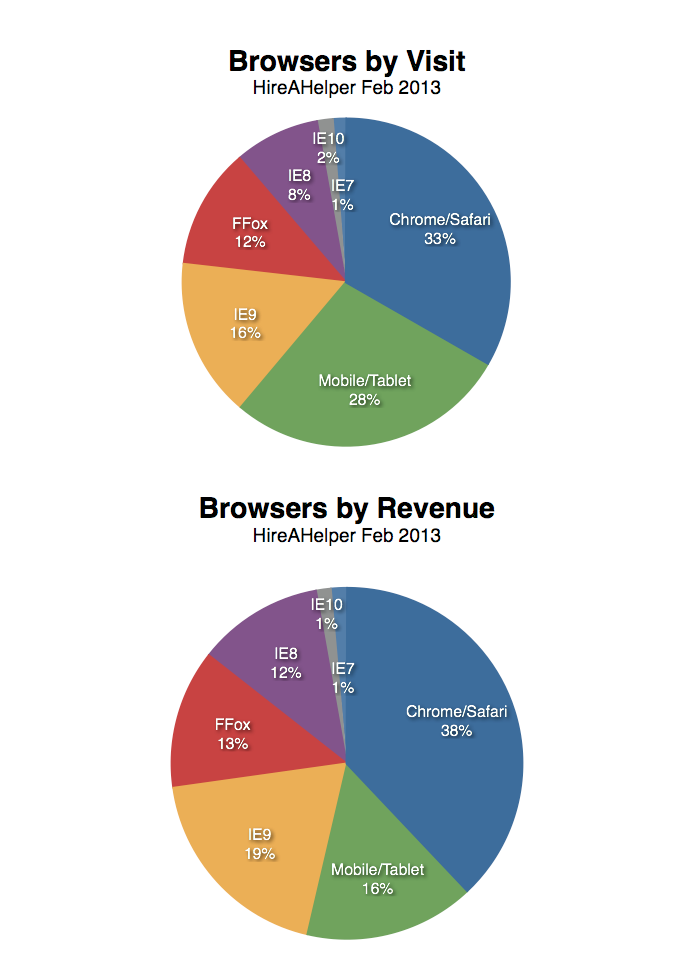 Browsers by Visit
HireAHelper Feb 2013
IE10
2%
IE8
8%
IE7
1%
Chrome/Safari
33%
FFox
12%
IE9
16%
Mobile/Tablet
28%
Browsers by Revenue
HireAHelper Feb 2013
IE10
1%
IE8
12%
IE7
1%
Chrome/Safari
38%
FFox
13%
IE9
19%
Mobile/Tablet
16%